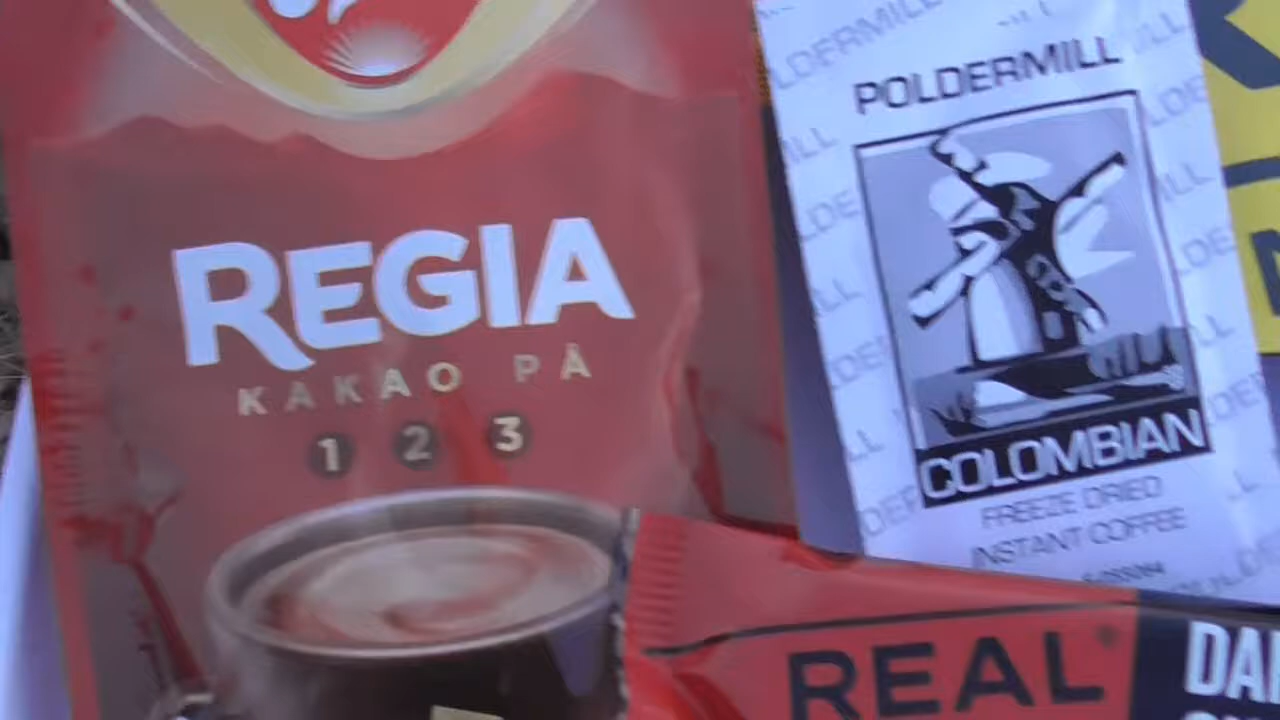 REGIA
KAKAO PÅ
1 2 3
POLDERMILL
COLOMBIAN
FREEZE DRIED
INSTANT COFFEE
REAL